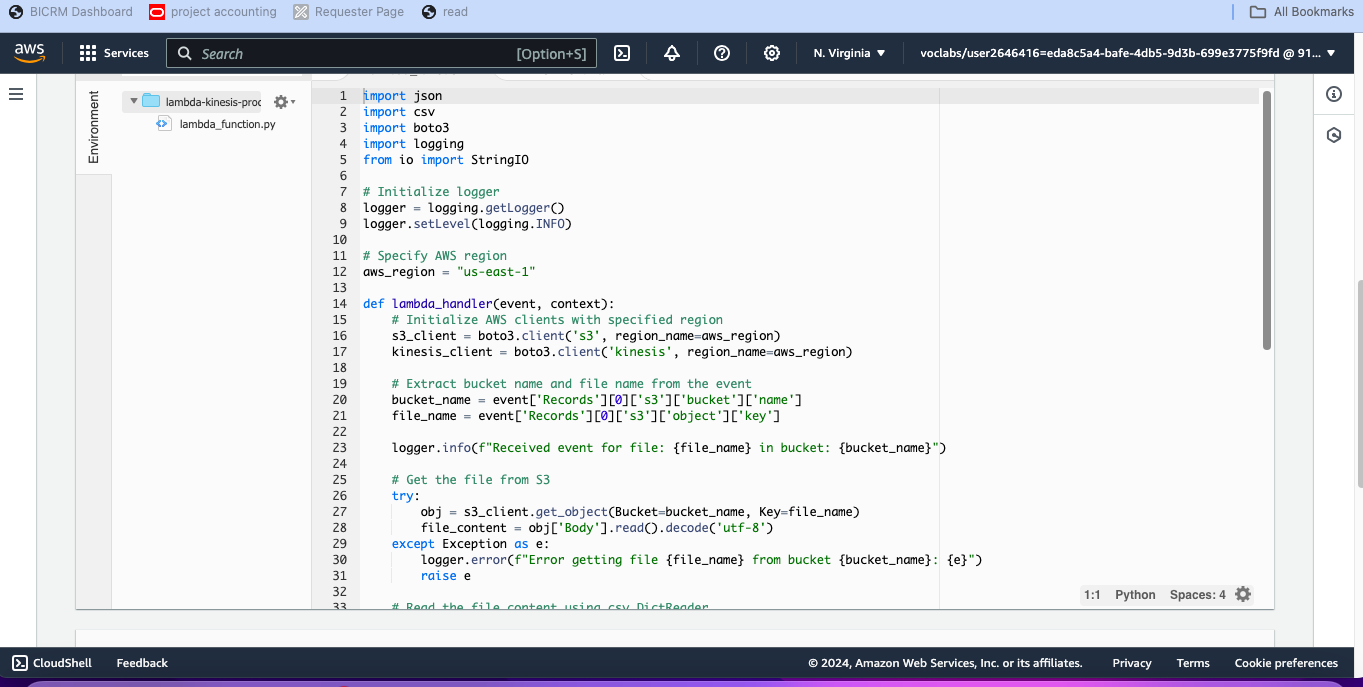 BICRM Dashboard project accounting Requester Page read All Bookmarks
aws Services Search [Option+S] N. Virginia voclabs/user2646416=eda8c5a4-bafe-4db5-9d3b-699e3775f9fd @ 91...
Environment
lambda-kinesis-proc
lambda_function.py
1 import json
2 import csv
3 import boto3
4 import logging
5 from io import StringIO
6
7 # Initialize logger
8 logger = logging.getLogger()
9 logger.setLevel(logging.INFO)
10
11 # Specify AWS region
12 aws_region = "us-east-1"
13
14 def lambda_handler(event, context):
15     # Initialize AWS clients with specified region
16     s3_client = boto3.client('s3', region_name=aws_region)
17     kinesis_client = boto3.client('kinesis', region_name=aws_region)
18
19     # Extract bucket name and file name from the event
20     bucket_name = event['Records'][0]['s3']['bucket']['name']
21     file_name = event['Records'][0]['s3']['object']['key']
22
23     logger.info(f"Received event for file: {file_name} in bucket: {bucket_name}")
24
25     # Get the file from S3
26     try:
27         obj = s3_client.get_object(Bucket=bucket_name, Key=file_name)
28         file_content = obj['Body'].read().decode('utf-8')
29     except Exception as e:
30         logger.error(f"Error getting file {file_name} from bucket {bucket_name}: {e}")
31         raise e
32
33     # Read the file content using csv.DictReader
1:1 Python Spaces: 4
CloudShell Feedback © 2024, Amazon Web Services, Inc. or its affiliates. Privacy Terms Cookie preferences